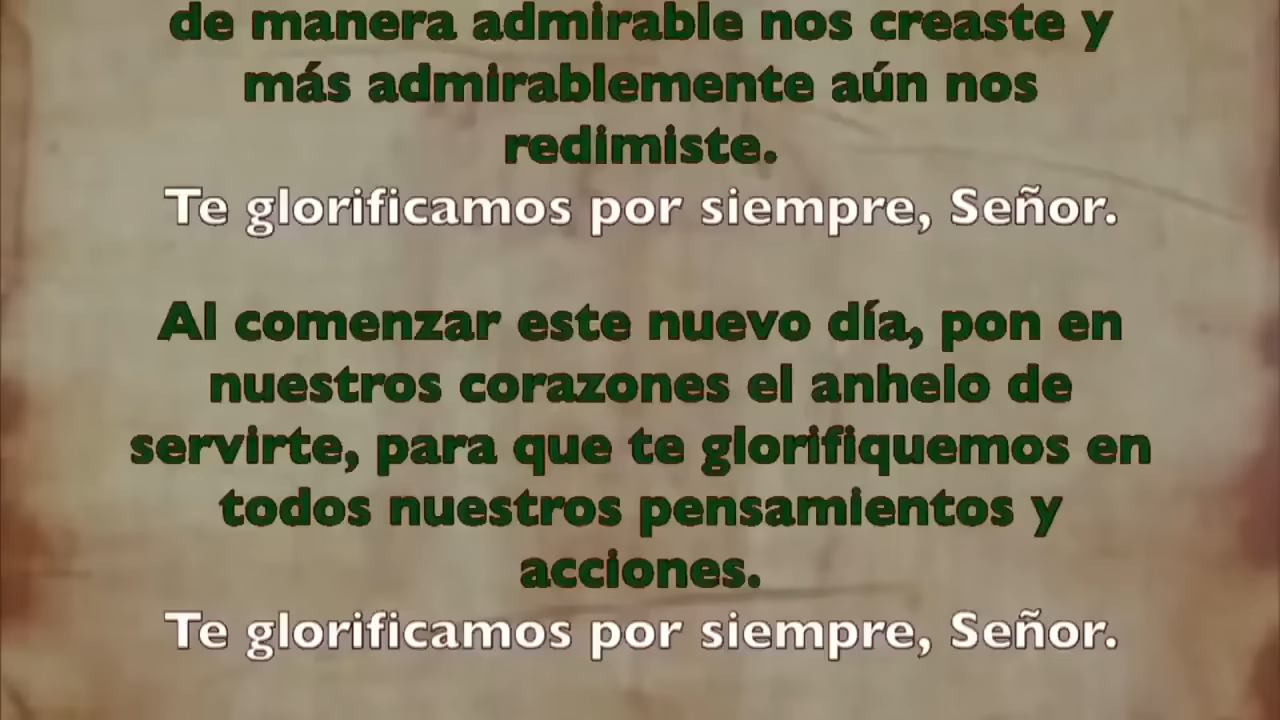 de manera admirable nos creaste y
más admirablemente aún nos
redimiste.
Te glorificamos por siempre, Señor.
Al comenzar este nuevo día, pon en
nuestros corazones el anhelo de
servirte, para que te glorifiquemos en
todos nuestros pensamientos y
acciones.
Te glorificamos por siempre, Señor.